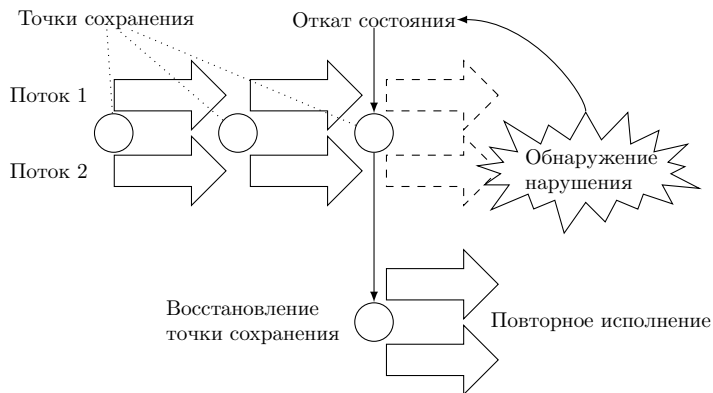 Точки сохранения
Откат состояния
Поток 1
Поток 2
Обнаружение
нарушения
Восстановление
точки сохранения
Повторное исполнение